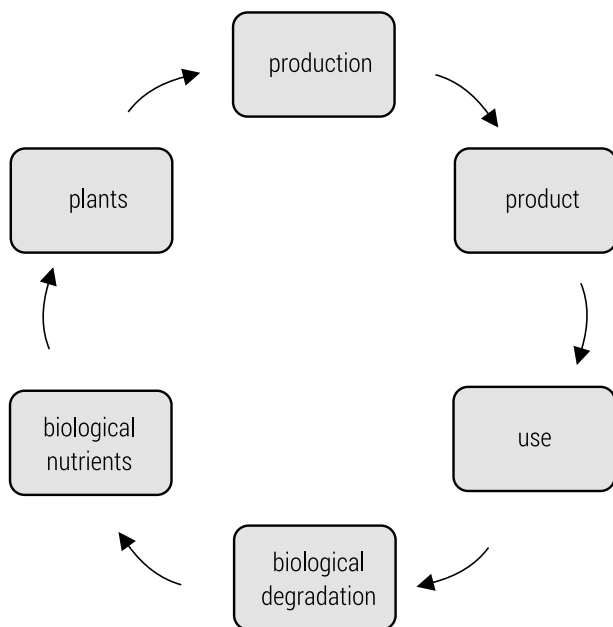 production
plants
product
biological
nutrients
use
biological
degradation